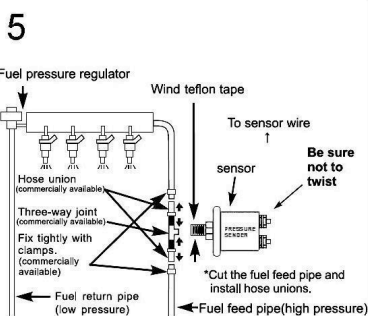 5
Fuel pressure regulator
Wind teflon tape
To sensor wire
↑
Be sure
not to
twist
sensor
Hose union
(commercially available)
Three-way joint
(commercially available)
Fix tightly with
clamps.
(commercially
available)
PRESSURE
SENDER
*Cut the fuel feed pipe and
install hose unions.
Fuel return pipe
(low pressure)
Fuel feed pipe(high pressure)